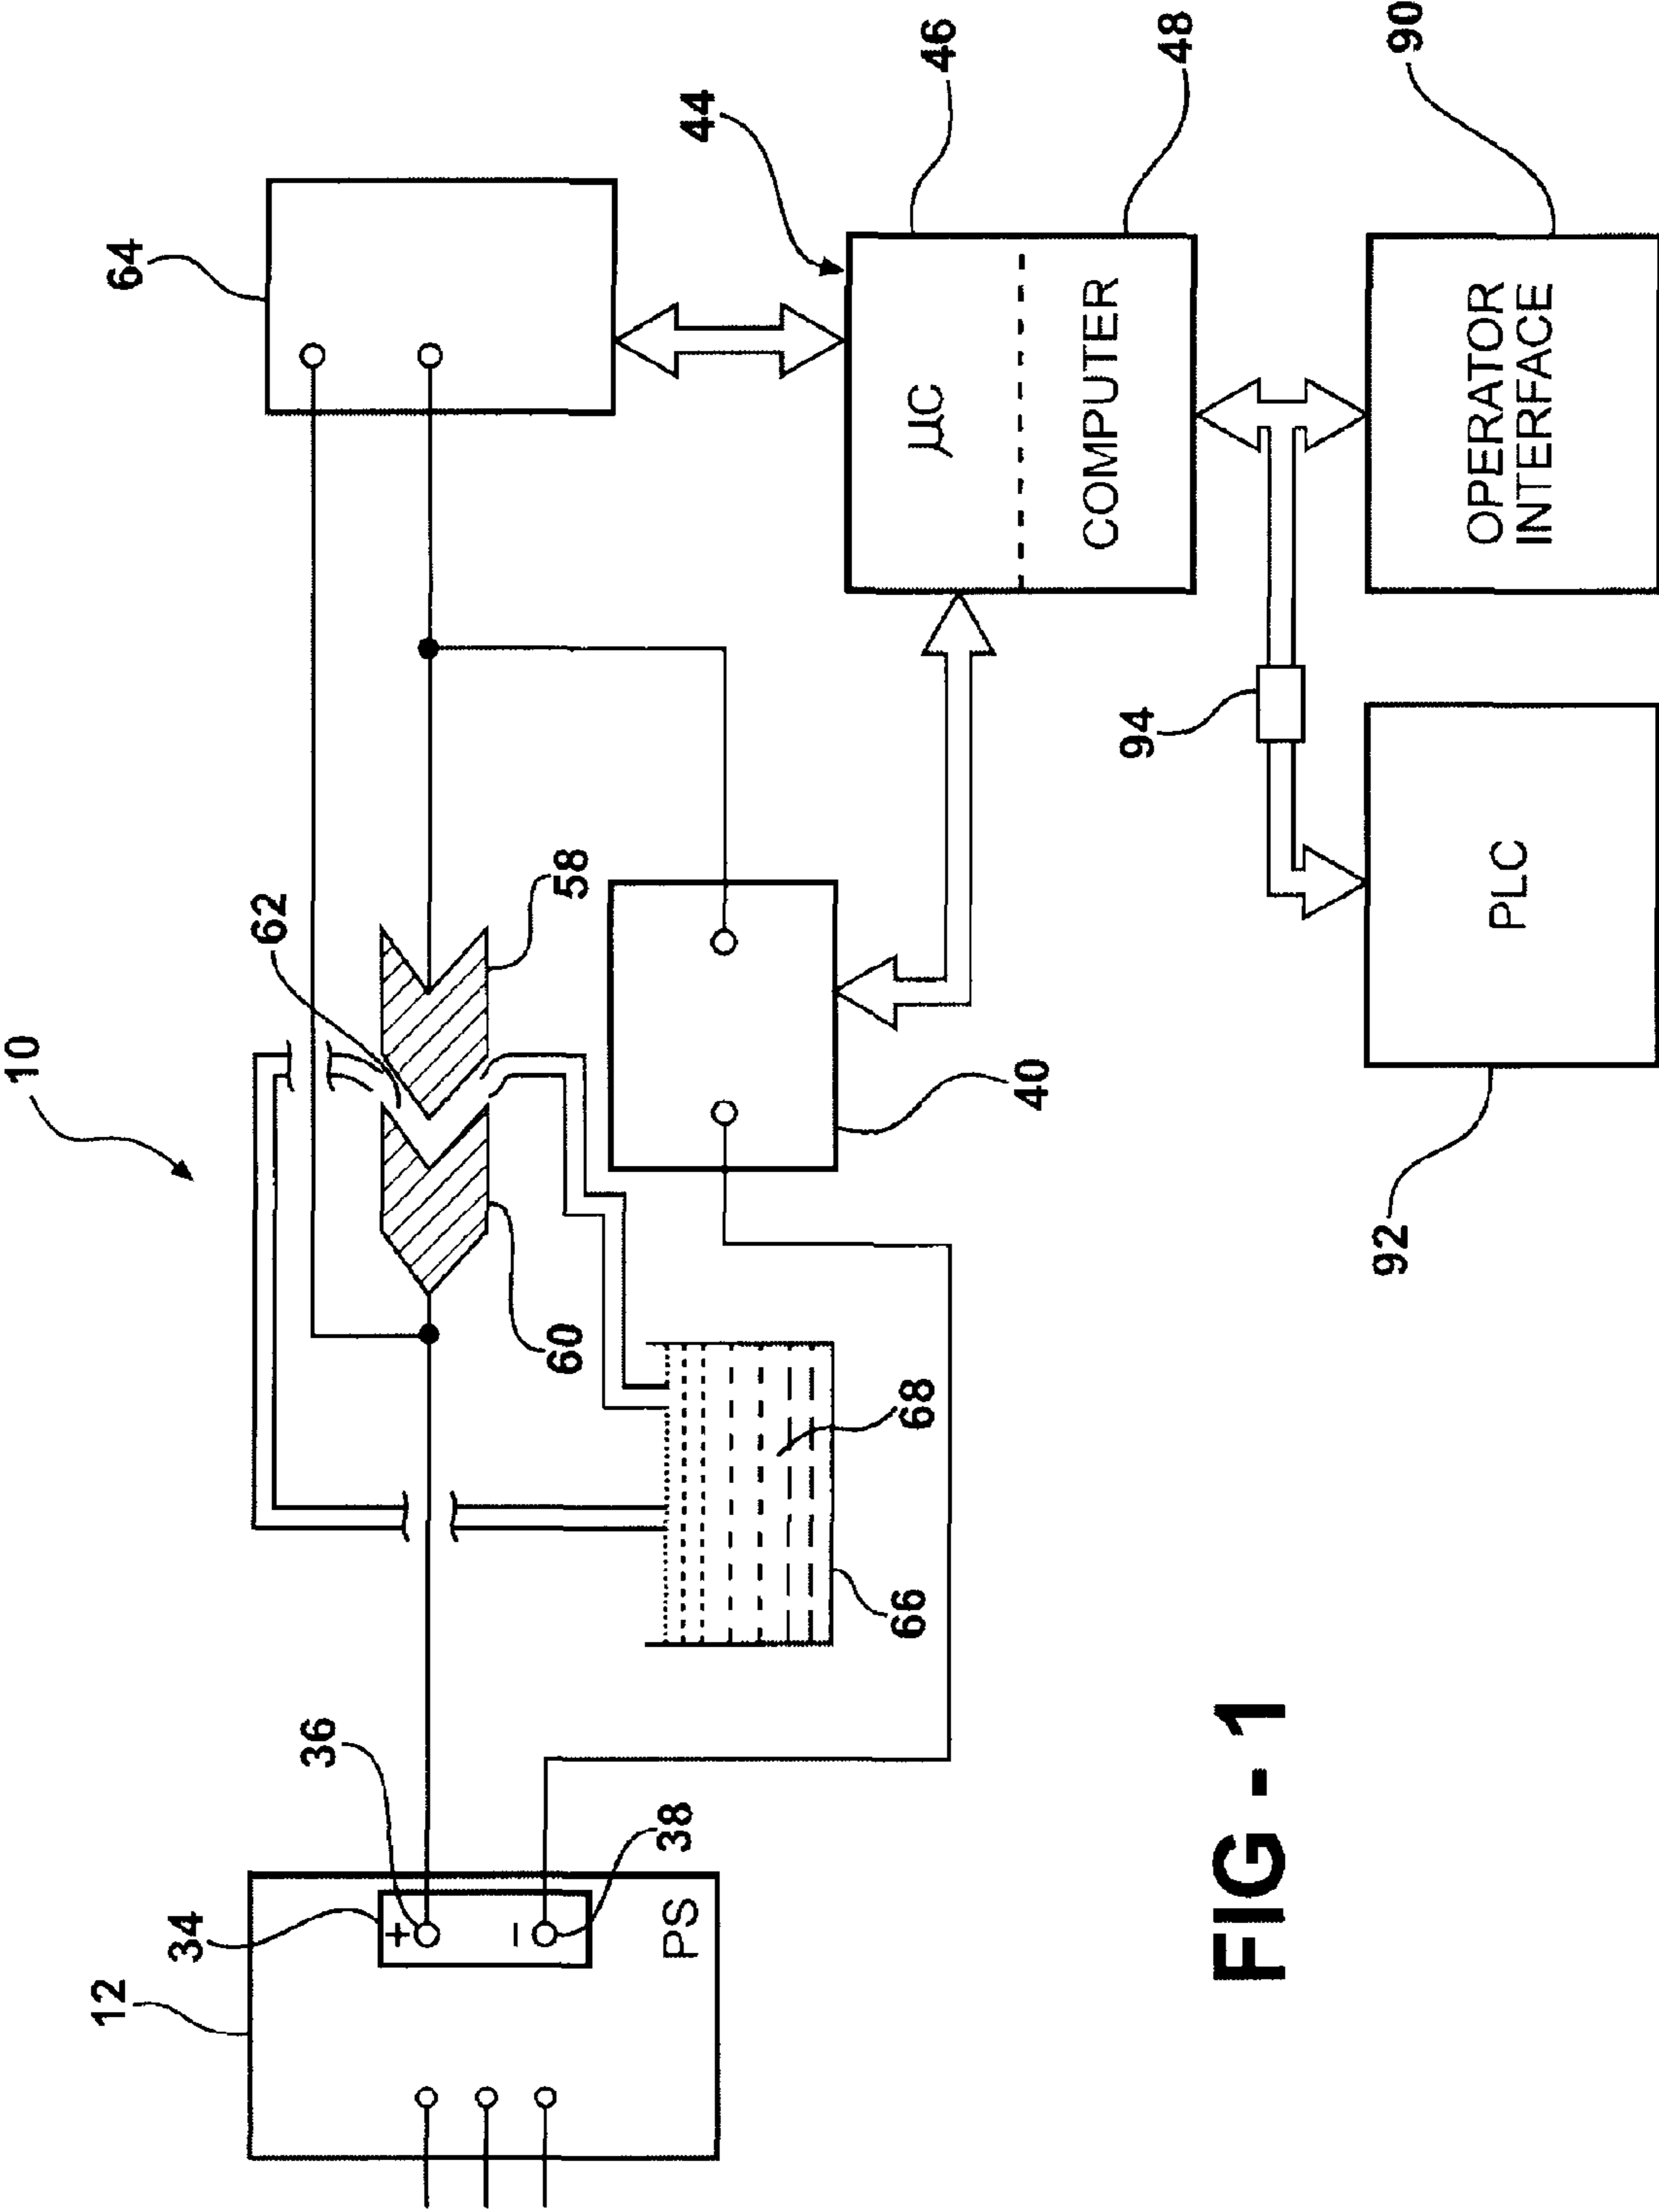 10
12
34
36
38
+
−
PS
60
62
58
64
66
68
40
44
46
48
μC
COMPUTER
94
92
PLC
90
OPERATOR
INTERFACE
FIG - 1